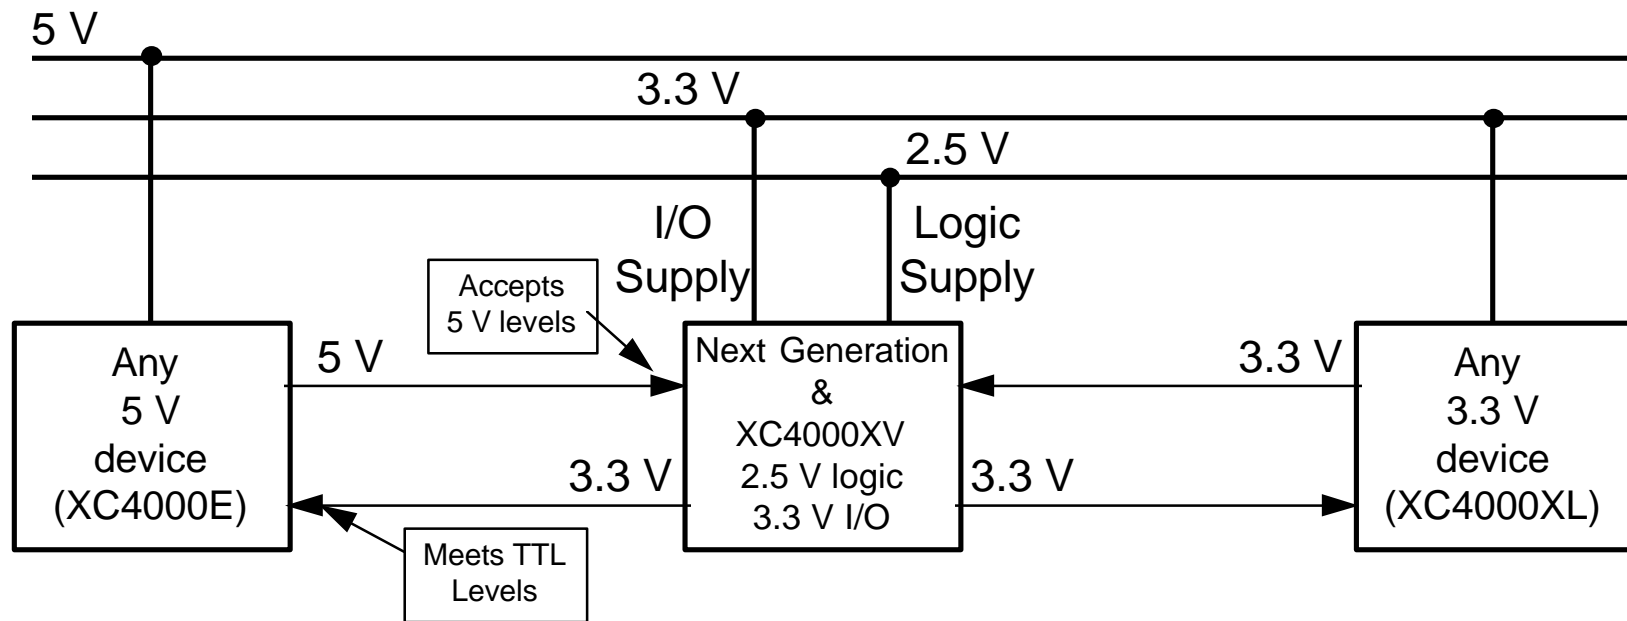 5 V
3.3 V
2.5 V
I/O
Supply
Logic
Supply
Accepts
5 V levels
Any
5 V
device
(XC4000E)
5 V
3.3 V
Meets TTL
Levels
Next Generation
&
XC4000XV
2.5 V logic
3.3 V I/O
3.3 V
3.3 V
Any
3.3 V
device
(XC4000XL)